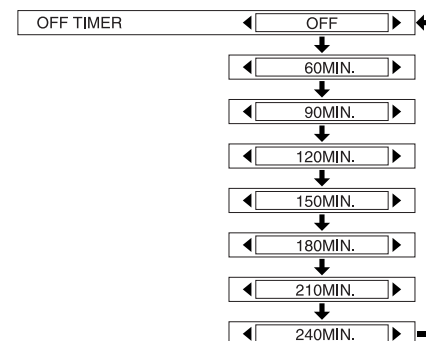 OFF TIMER OFF
60MIN.
90MIN.
120MIN.
150MIN.
180MIN.
210MIN.
240MIN.